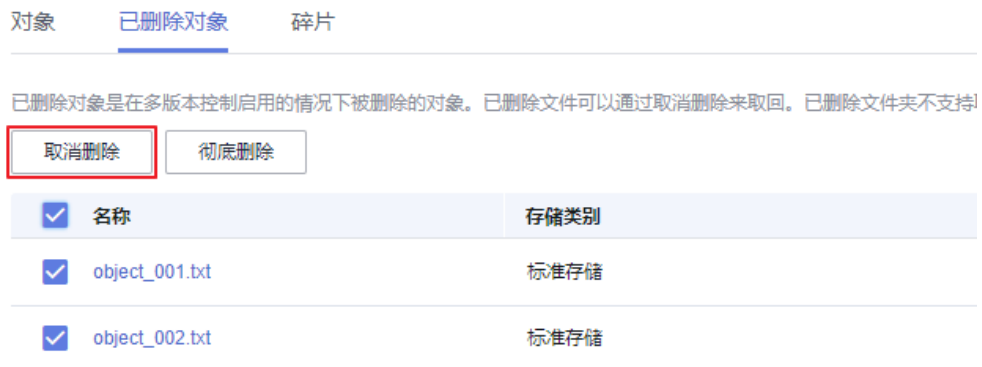 对象 已删除对象 碎片
已删除对象是在多版本控制启用的情况下被删除的对象。已删除文件可以通过取消删除来取回。已删除文件夹不支持
取消删除 彻底删除
名称 存储类别
object_001.txt 标准存储
object_002.txt 标准存储